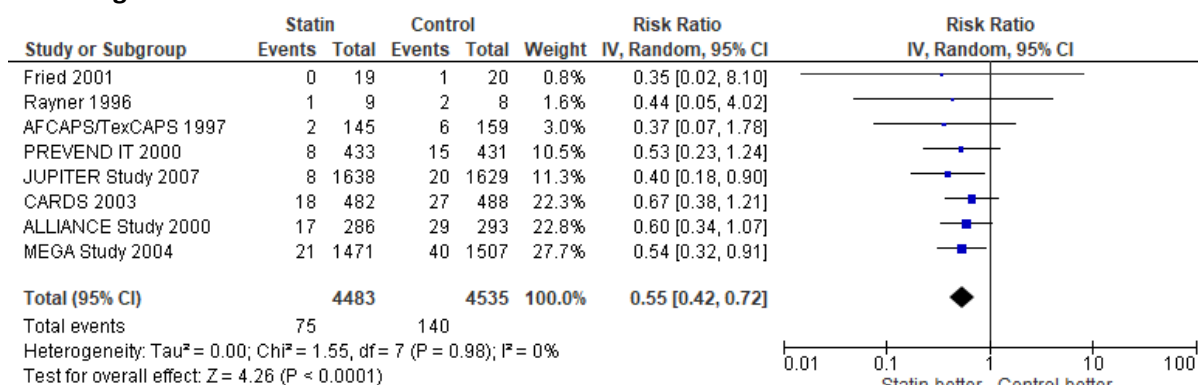 Statin Control Risk Ratio Risk Ratio
Study or Subgroup Events Total Events Total Weight IV, Random, 95% CI IV, Random, 95% CI
Fried 2001 0 19 1 20 0.8% 0.35 [0.02, 8.10]
Rayner 1996 1 9 2 8 1.6% 0.44 [0.05, 4.02]
AFCAPS/TexCAPS 1997 2 145 6 159 3.0% 0.37 [0.07, 1.78]
PREVEND IT 2000 8 433 15 431 10.5% 0.53 [0.23, 1.24]
JUPITER Study 2007 8 1638 20 1629 11.3% 0.40 [0.18, 0.90]
CARDS 2003 18 482 27 488 22.3% 0.67 [0.38, 1.21]
ALLIANCE Study 2000 17 286 29 293 22.8% 0.60 [0.34, 1.07]
MEGA Study 2004 21 1471 40 1507 27.7% 0.54 [0.32, 0.91]
Total (95% CI) 4483 4535 100.0% 0.55 [0.42, 0.72]
Total events 75 140
Heterogeneity: Tau² = 0.00; Chi² = 1.55, df = 7 (P = 0.98); I² = 0%
Test for overall effect: Z = 4.26 (P < 0.0001)
0.01 0.1 1 10 100
Statin better Control better